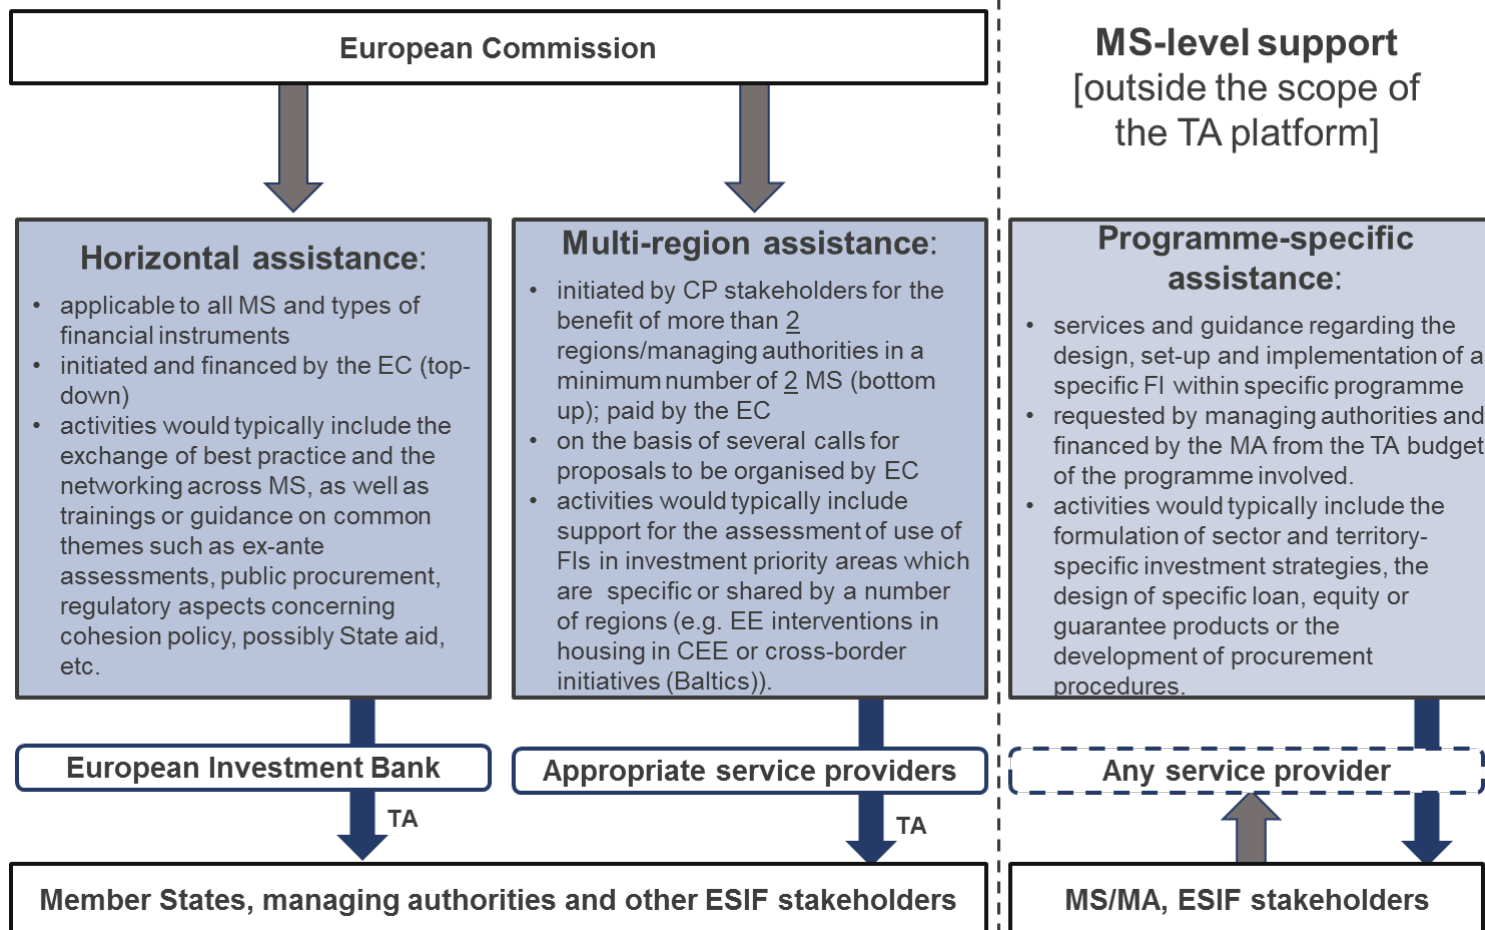 European Commission
MS-level support
[outside the scope of
the TA platform]
Horizontal assistance:
• applicable to all MS and types of
financial instruments
• initiated and financed by the EC (top-
down)
• activities would typically include the
exchange of best practice and the
networking across MS, as well as
trainings or guidance on common
themes such as ex-ante
assessments, public procurement,
regulatory aspects concerning
cohesion policy, possibly State aid,
etc.
Multi-region assistance:
• initiated by CP stakeholders for the
benefit of more than 2
regions/managing authorities in a
minimum number of 2 MS (bottom
up); paid by the EC
• on the basis of several calls for
proposals to be organised by EC
• activities would typically include
support for the assessment of use of
FIs in investment priority areas which
are specific or shared by a number
of regions (e.g. EE interventions in
housing in CEE or cross-border
initiatives (Baltics)).
Programme-specific
assistance:
• services and guidance regarding the
design, set-up and implementation of a
specific FI within specific programme
• requested by managing authorities and
financed by the MA from the TA budget
of the programme involved.
• activities would typically include the
formulation of sector and territory-
specific investment strategies, the
design of specific loan, equity or
guarantee products or the
development of procurement
procedures.
European Investment Bank
Appropriate service providers
Any service provider
TA
TA
Member States, managing authorities and other ESIF stakeholders
MS/MA, ESIF stakeholders